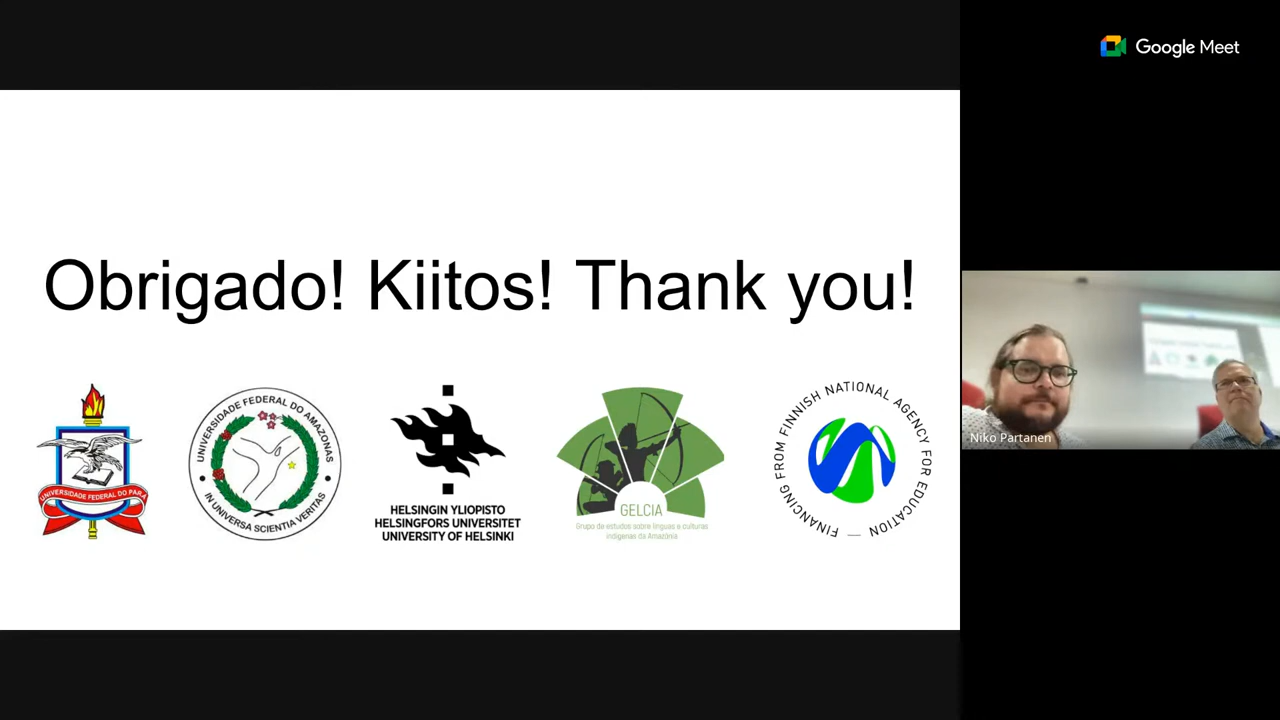 Google Meet
Obrigado! Kiitos! Thank you!
UNIVERSIDADE FEDERAL DO PARÁ
UNIVERSIDADE FEDERAL DO AMAZONAS
IN UNIVERSA SCIENTIA VERITAS
HELSINGIN YLIOPISTO
HELSINGFORS UNIVERSITET
UNIVERSITY OF HELSINKI
GELCIA
Grupo de estudos sobre línguas e culturas
indígenas da Amazônia
FINANCING FROM FINNISH NATIONAL AGENCY FOR EDUCATION
Niko Partanen